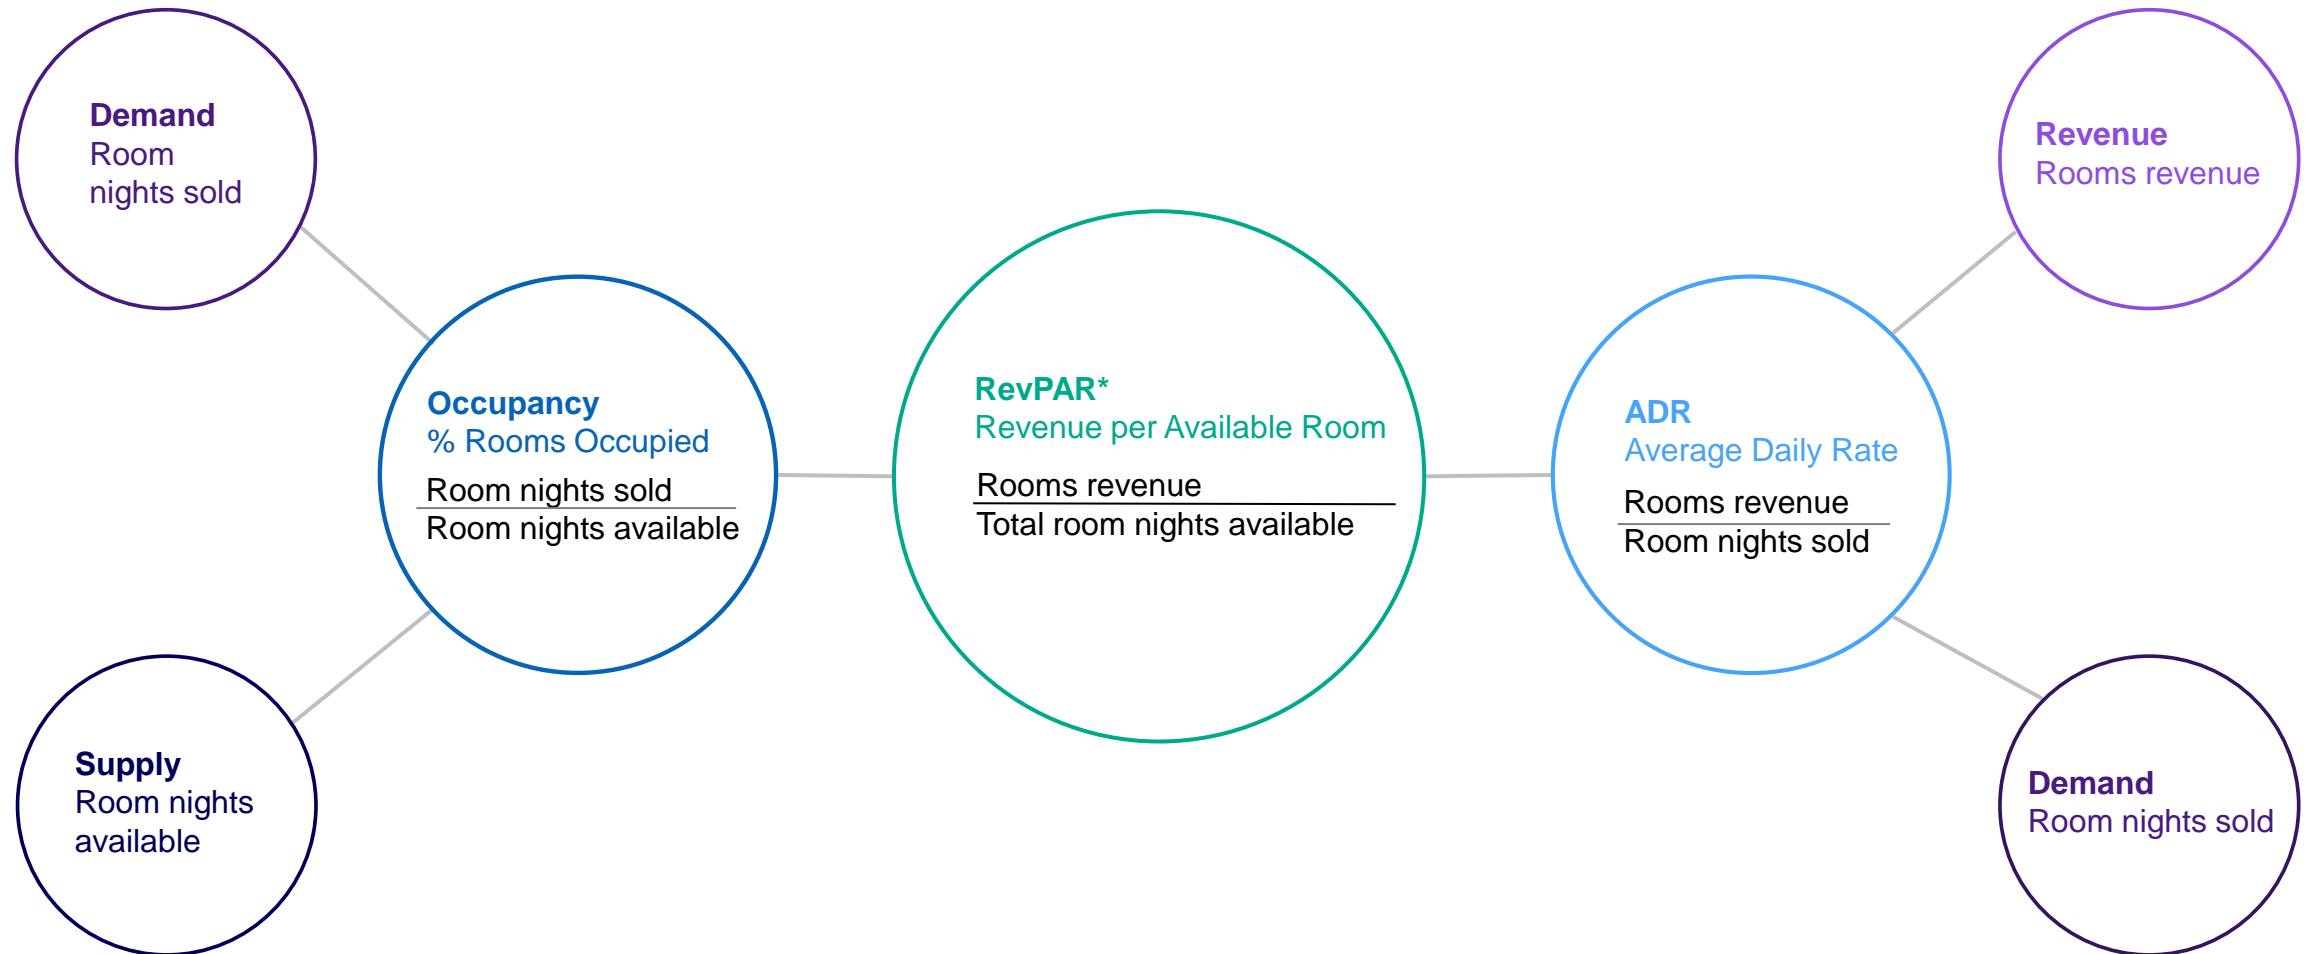 Demand
Room
nights sold
Supply
Room nights
available
Occupancy
% Rooms Occupied
Room nights sold
Room nights available
RevPAR*
Revenue per Available Room
Rooms revenue
Total room nights available
ADR
Average Daily Rate
Rooms revenue
Room nights sold
Revenue
Rooms revenue
Demand
Room nights sold